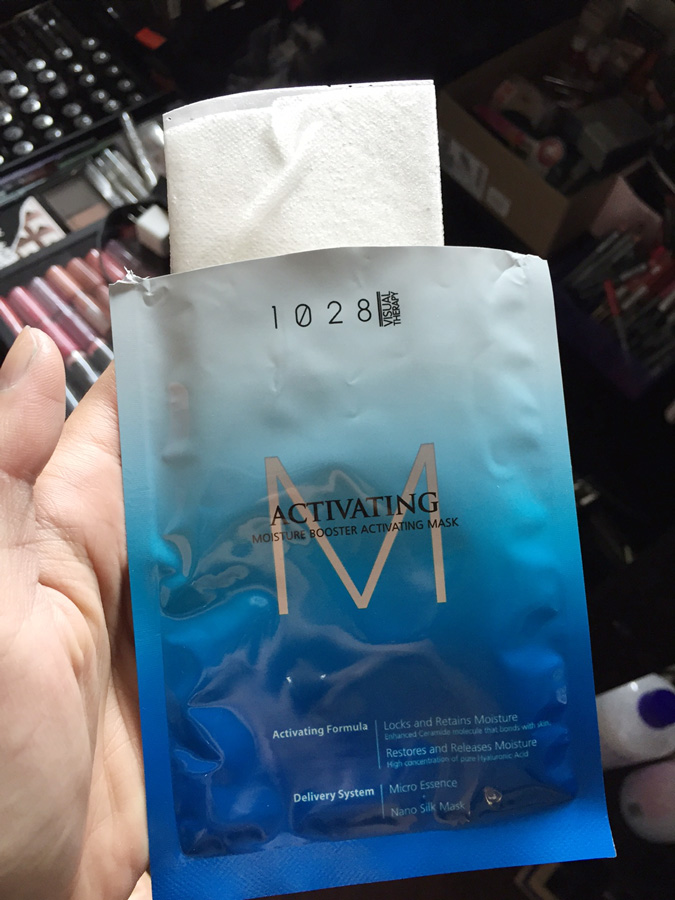 1028 VISUAL THERAPY
M
ACTIVATING
MOISTURE BOOSTER ACTIVATING MASK
Activating Formula
Locks and Retains Moisture
Enhanced Ceramide molecule that bonds with skin
Restores and Releases Moisture
High concentration of pure Hyaluronic Acid
Delivery System
Micro Essence
Nano Silk Mask